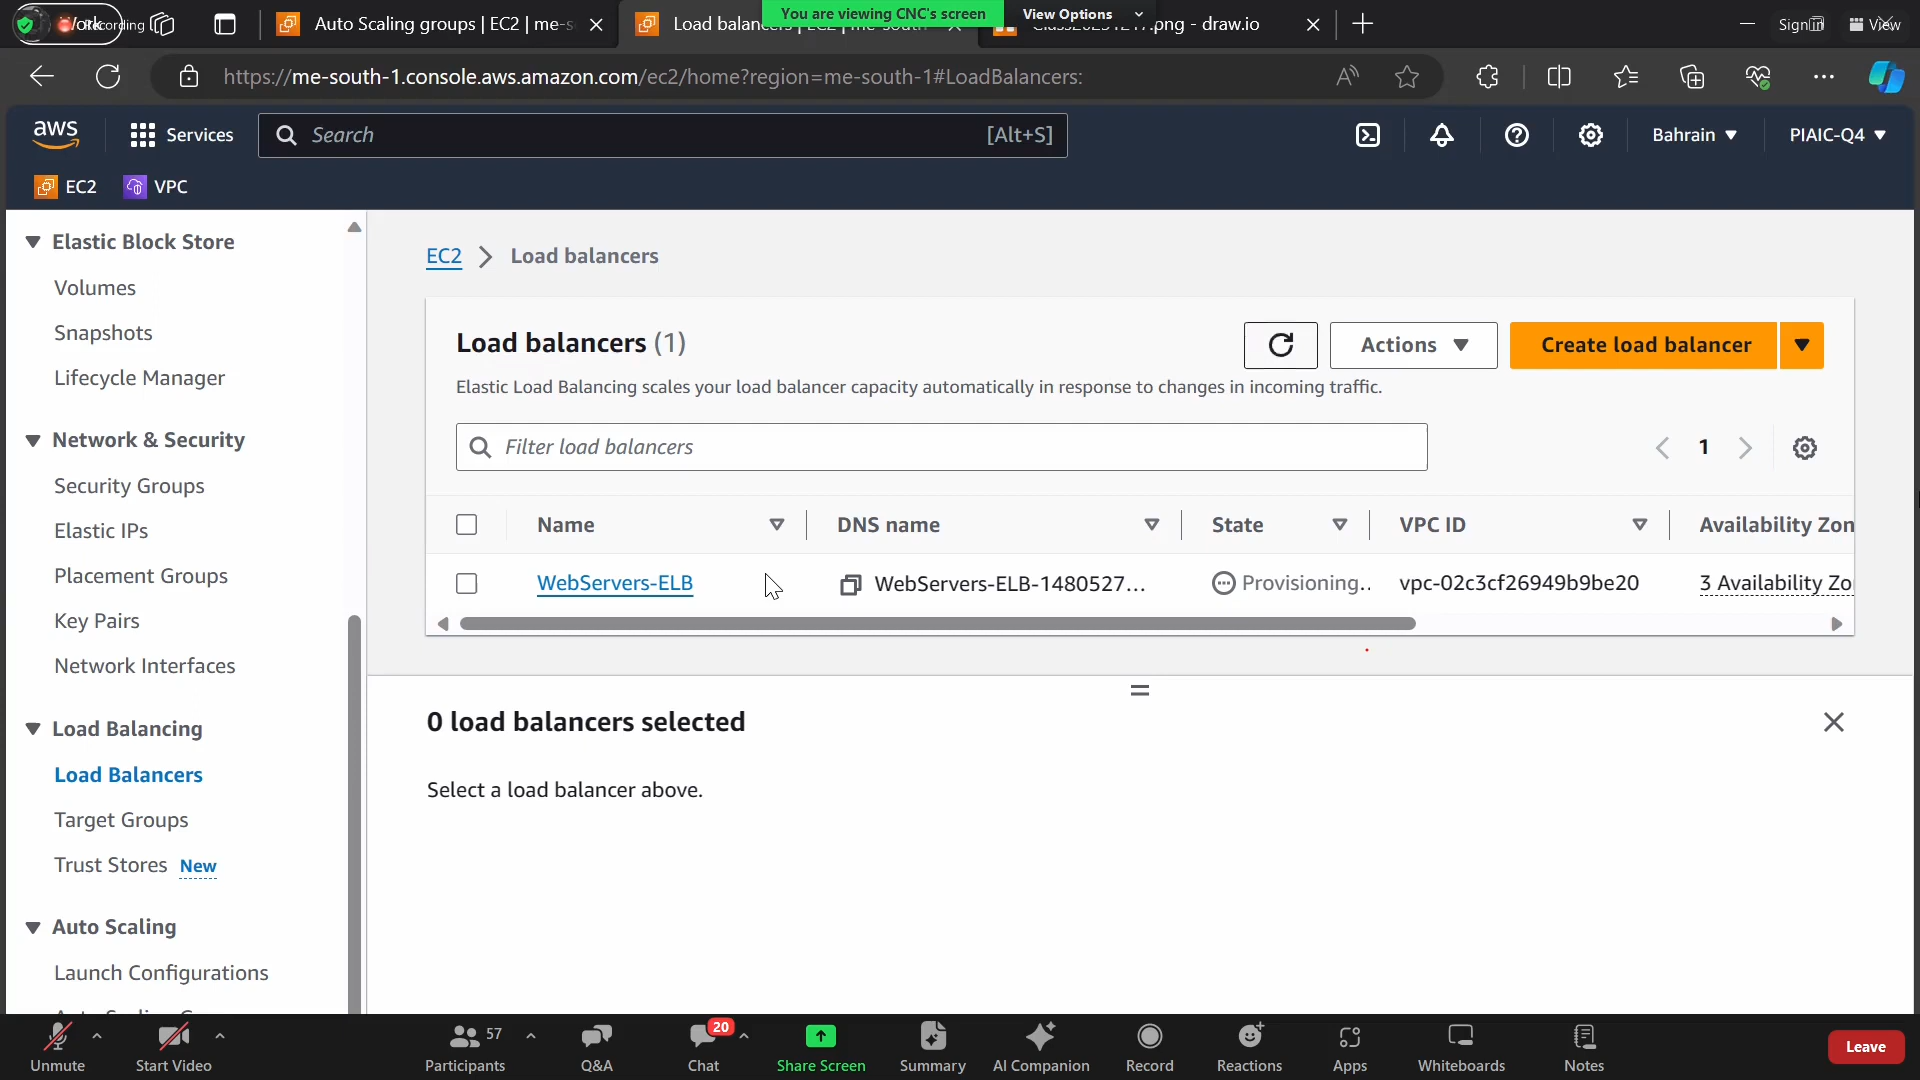 Recording
Auto Scaling groups | EC2 | me-s
You are viewing CNC's screen
View Options
.png - draw.io
Sign in
View
https://me-south-1.console.aws.amazon.com/ec2/home?region=me-south-1#LoadBalancers:
aws
Services
Search
[Alt+S]
Bahrain
PIAIC-Q4
EC2
VPC
Elastic Block Store
Volumes
Snapshots
Lifecycle Manager
Network & Security
Security Groups
Elastic IPs
Placement Groups
Key Pairs
Network Interfaces
Load Balancing
Load Balancers
Target Groups
Trust Stores New
Auto Scaling
Launch Configurations
EC2 > Load balancers
Load balancers (1)
Actions
Create load balancer
Elastic Load Balancing scales your load balancer capacity automatically in response to changes in incoming traffic.
Filter load balancers
1
Name
DNS name
State
VPC ID
Availability Zon
WebServers-ELB
WebServers-ELB-1480527...
Provisioning..
vpc-02c3cf26949b9be20
3 Availability Zo
0 load balancers selected
Select a load balancer above.
Unmute
Start Video
57
Participants
Q&A
20
Chat
Share Screen
Summary
AI Companion
Record
Reactions
Apps
Whiteboards
Notes
Leave